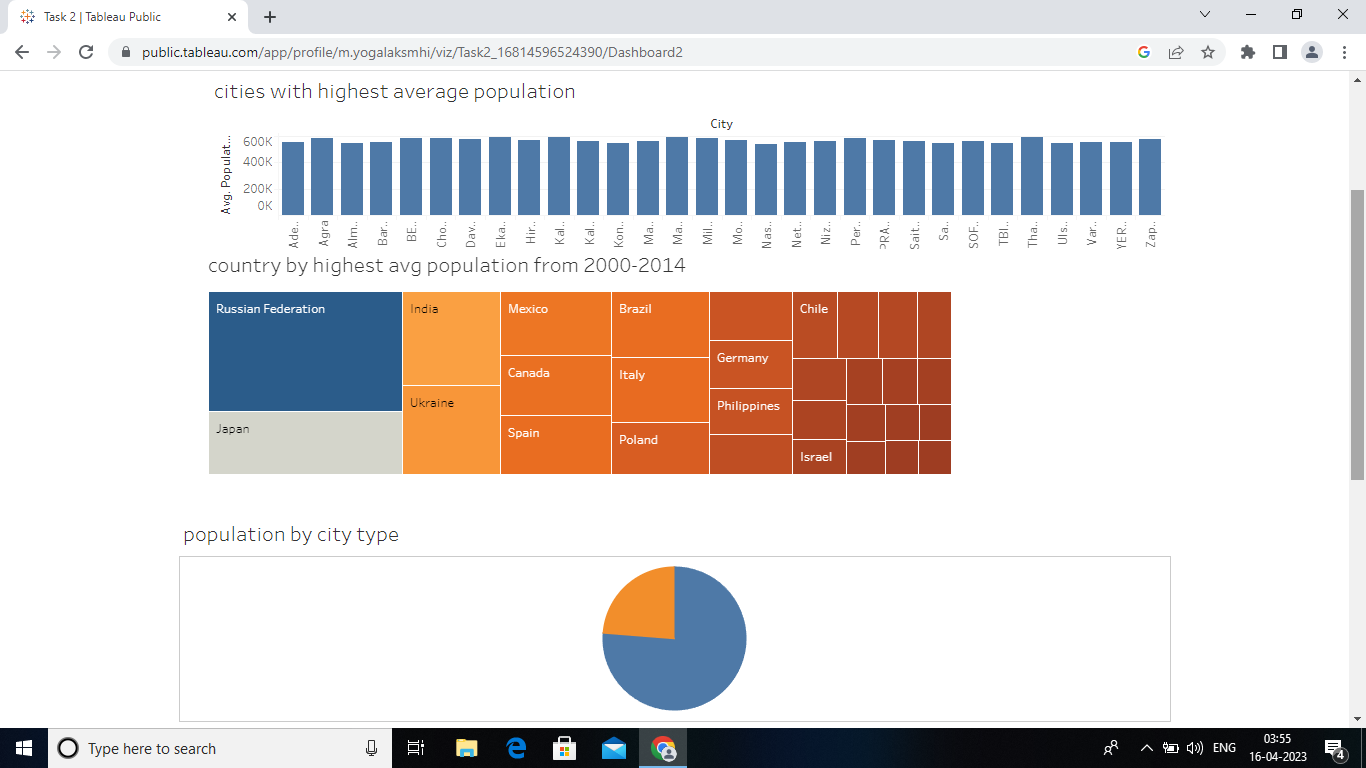 Task 2 | Tableau Public
public.tableau.com/app/profile/m.yogalaksmhi/viz/Task2_16814596524390/Dashboard2
cities with highest average population
City
Avg. Populat...
600K
400K
200K
0K
Ade..
Agra
Alm..
Bar..
BE..
Cho..
Dav..
Eka..
Hir..
Kal..
Kal..
Kon..
Ma..
Ma..
Mil..
Mo..
Nas..
Net..
Niz..
Per..
PRA..
Sait..
Sa..
SOF..
TBI..
Tha..
Uls..
Var..
YER..
Zap..
country by highest avg population from 2000-2014
Russian Federation
Japan
India
Ukraine
Mexico
Canada
Spain
Brazil
Italy
Poland
Germany
Philippines
Chile
Israel
population by city type
Type here to search
ENG
03:55
16-04-2023
4